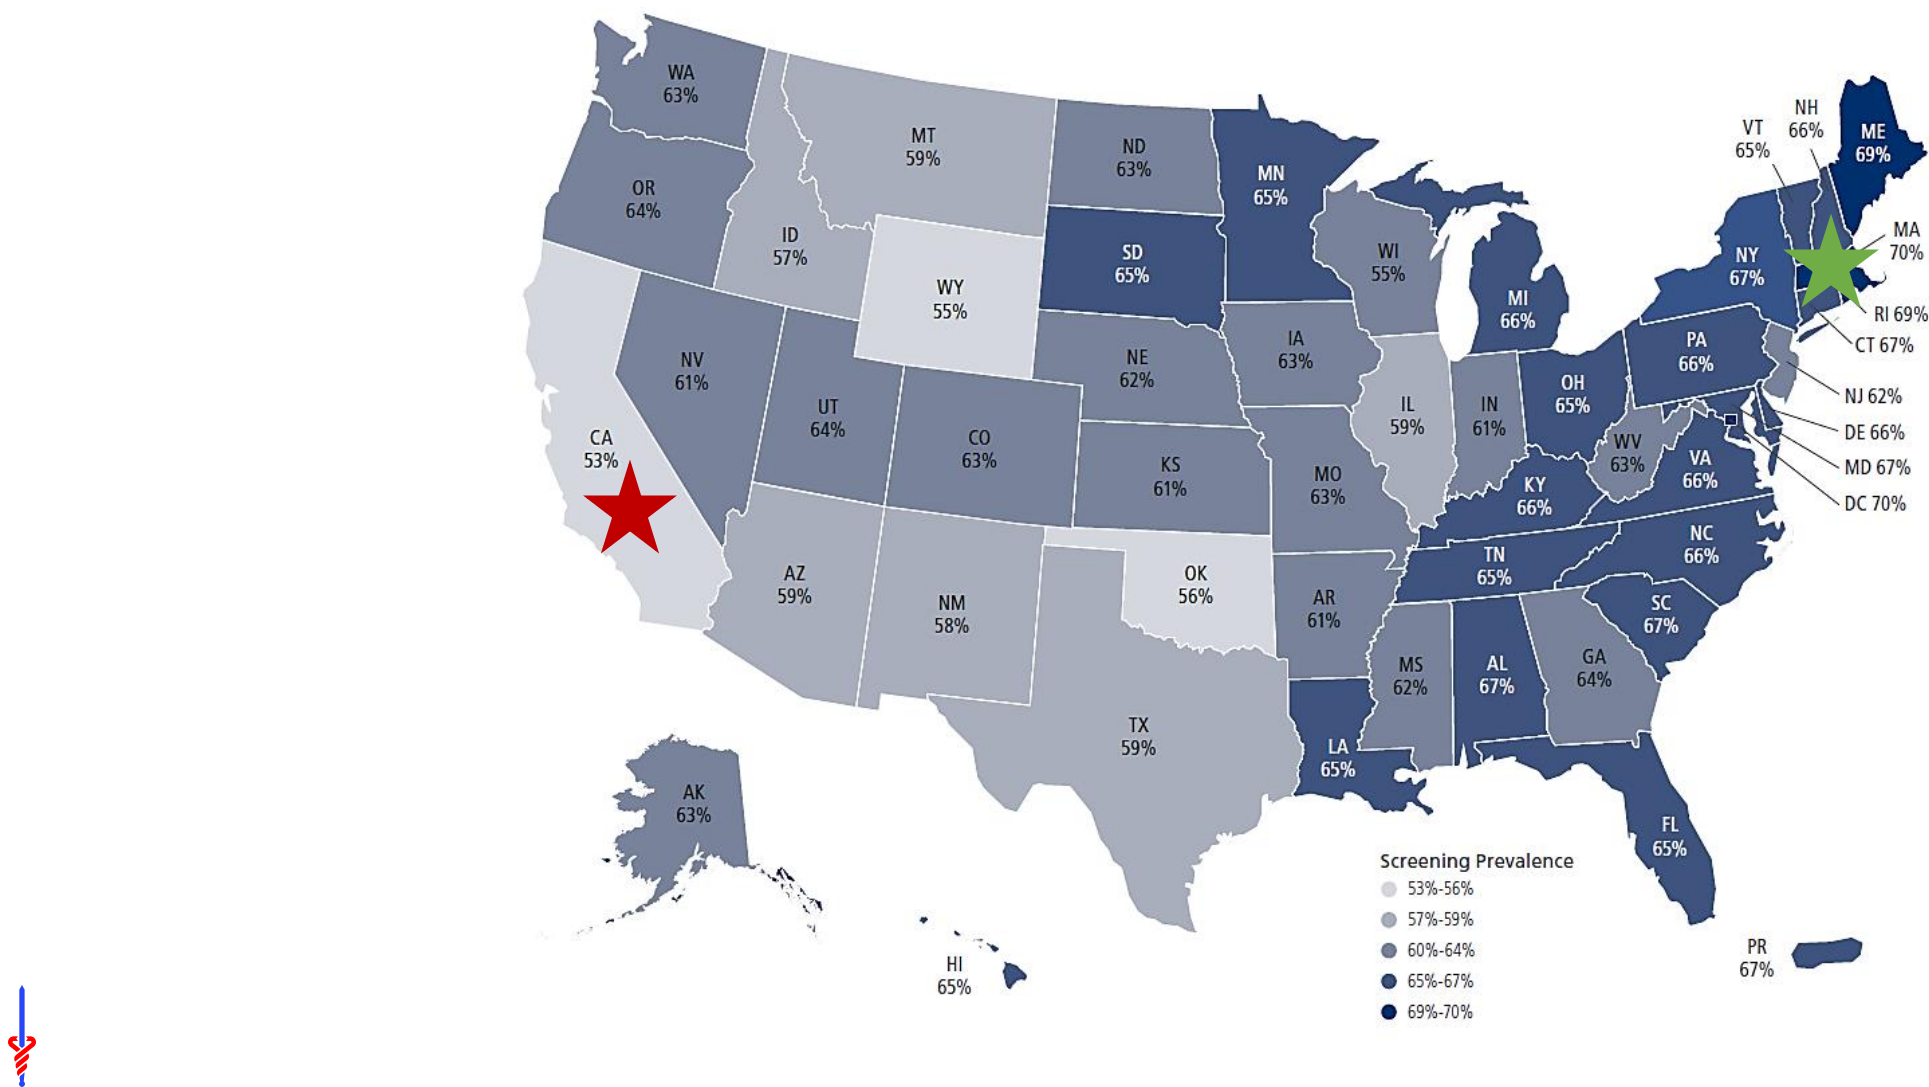 WA
63%
OR
64%
CA
53%
NV
61%
ID
57%
MT
59%
WY
55%
UT
64%
CO
63%
AZ
59%
NM
58%
ND
63%
SD
65%
NE
62%
KS
61%
OK
56%
TX
59%
MN
65%
IA
63%
MO
63%
AR
61%
LA
65%
WI
55%
IL
59%
MI
66%
IN
61%
OH
65%
KY
66%
TN
65%
MS
62%
AL
67%
GA
64%
FL
65%
SC
67%
NC
66%
VA
66%
WV
63%
PA
66%
NY
67%
VT
65%
NH
66%
ME
69%
MA
70%
RI 69%
CT 67%
NJ 62%
DE 66%
MD 67%
DC 70%
AK
63%
HI
65%
PR
67%
Screening Prevalence
53%-56%
57%-59%
60%-64%
65%-67%
69%-70%